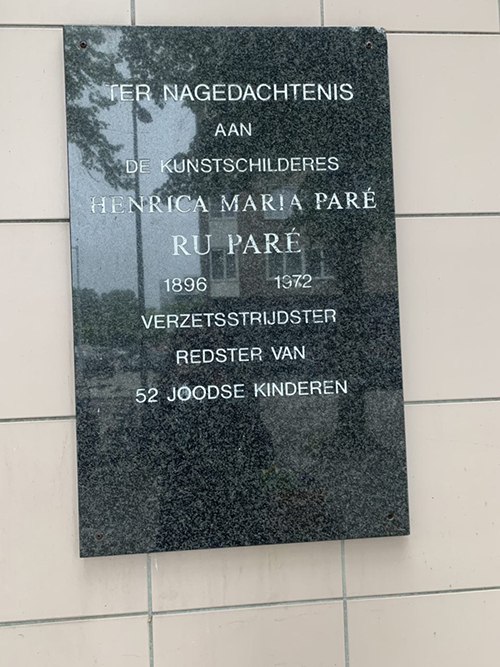 TER NAGEDACHTENIS
AAN
DE KUNSTSCHILDERES
HENRICA MARIA PARÉ
RU PARÉ
1896 1972
VERZETSSTRIJDSTER
REDSTER VAN
52 JOODSE KINDEREN